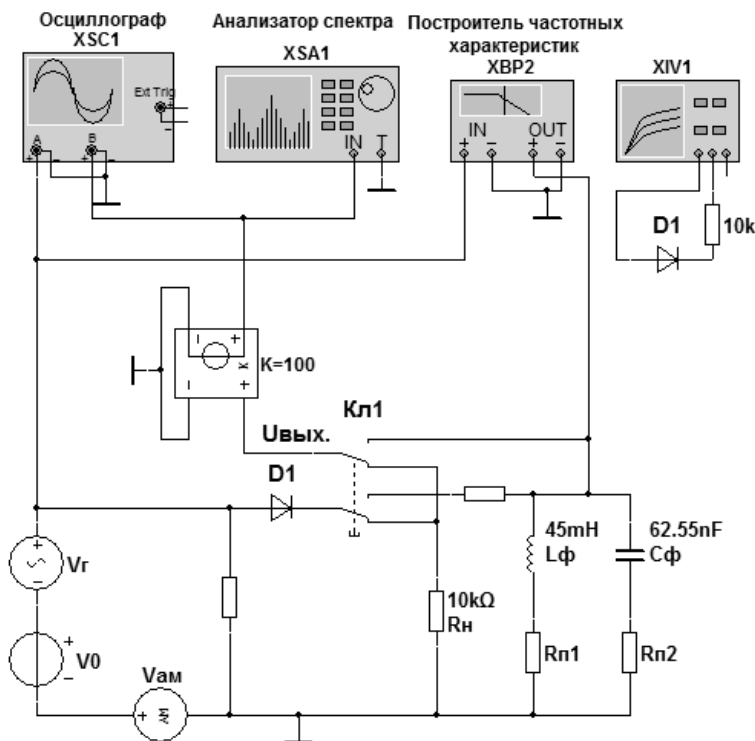 Осциллограф
XSC1
Анализатор спектра
XSA1
Построитель частотных
характеристик
XBP2
XIV1
Ext Trig
+
−
A
B
+ − + −
IN T
IN OUT
+ − + −
D1
10k
− +
K
− +
K=100
Кл1
Uвых.
D1
45mH
Lф
62.55nF
Cф
+
−
Vг
10kΩ
Rн
+
−
V0
Rп1
Rп2
Vам
+